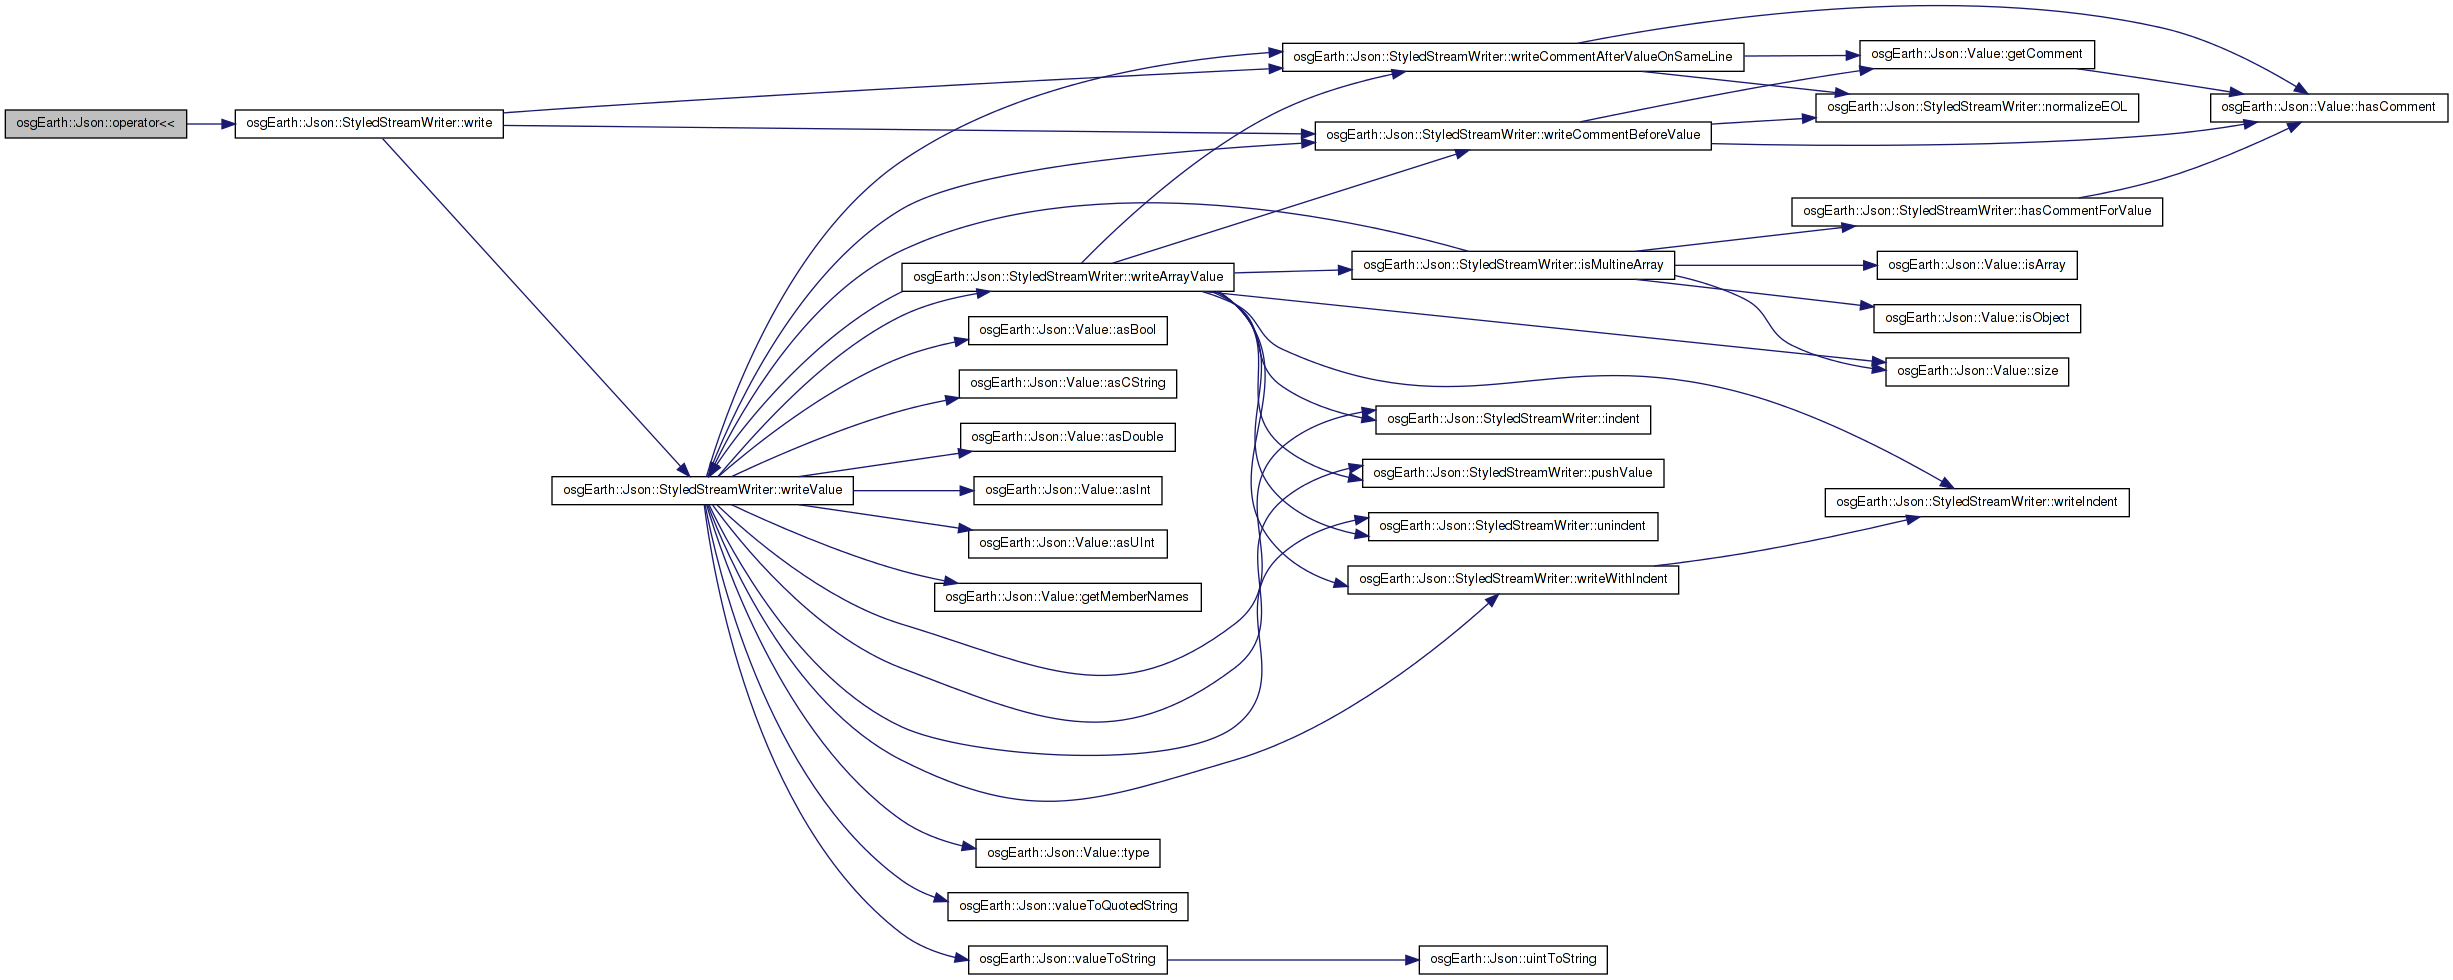 osgEarth::Json::operator<<
osgEarth::Json::StyledStreamWriter::write
osgEarth::Json::StyledStreamWriter::writeValue
osgEarth::Json::StyledStreamWriter::writeArrayValue
osgEarth::Json::Value::asBool
osgEarth::Json::Value::asCString
osgEarth::Json::Value::asDouble
osgEarth::Json::Value::asInt
osgEarth::Json::Value::asUInt
osgEarth::Json::Value::getMemberNames
osgEarth::Json::Value::type
osgEarth::Json::valueToQuotedString
osgEarth::Json::valueToString
osgEarth::Json::StyledStreamWriter::writeCommentAfterValueOnSameLine
osgEarth::Json::StyledStreamWriter::writeCommentBeforeValue
osgEarth::Json::StyledStreamWriter::isMultineArray
osgEarth::Json::StyledStreamWriter::indent
osgEarth::Json::StyledStreamWriter::pushValue
osgEarth::Json::StyledStreamWriter::unindent
osgEarth::Json::StyledStreamWriter::writeWithIndent
osgEarth::Json::uintToString
osgEarth::Json::Value::getComment
osgEarth::Json::StyledStreamWriter::normalizeEOL
osgEarth::Json::StyledStreamWriter::hasCommentForValue
osgEarth::Json::Value::isArray
osgEarth::Json::Value::isObject
osgEarth::Json::Value::size
osgEarth::Json::StyledStreamWriter::writeIndent
osgEarth::Json::Value::hasComment